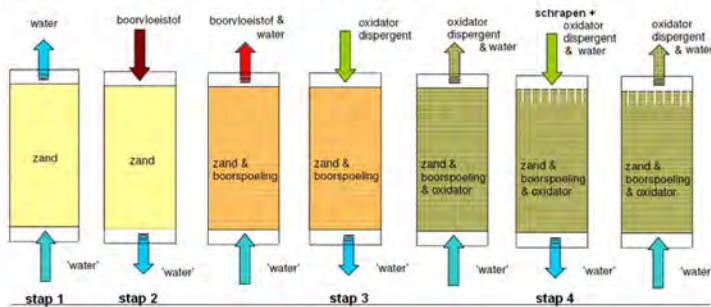 water
boorvloeistof
boorvloeistof &
water
oxidator
dispergent
oxidator
dispergent
& water
schrapen +
oxidator
dispergent
& water
oxidator
dispergent
& water
zand
zand
zand &
boorspoeling
zand &
boorspoeling
zand &
boorspoeling
& oxidator
zand &
boorspoeling
& oxidator
zand &
boorspoeling
& oxidator
'water'
'water'
'water'
'water'
'water'
'water'
'water'
stap 1
stap 2
stap 3
stap 4